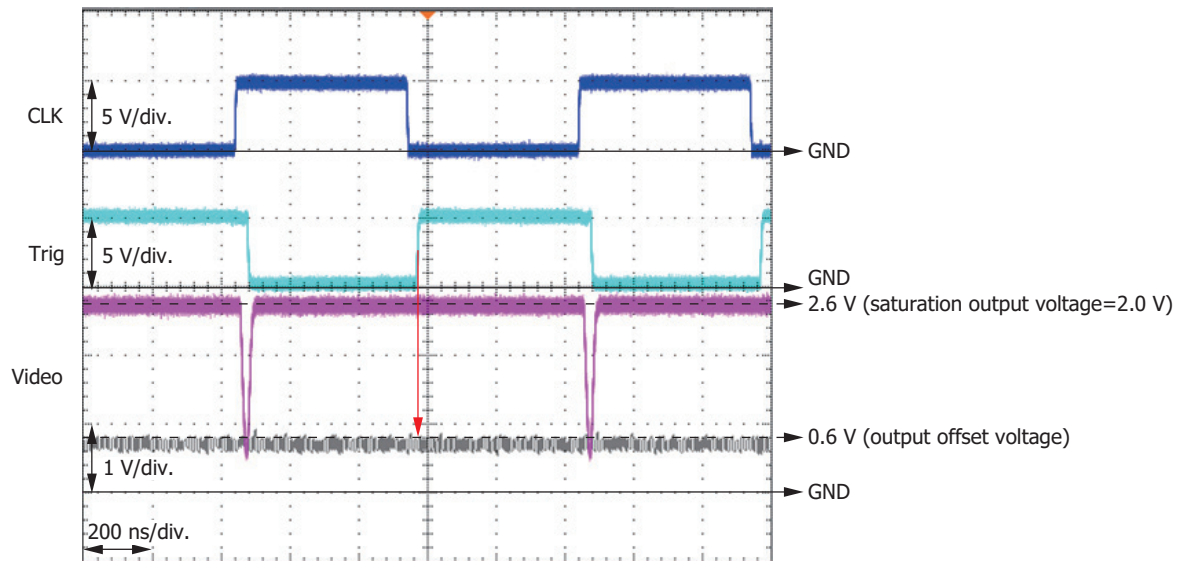 CLK
5 V/div.
GND
Trig
5 V/div.
GND
2.6 V (saturation output voltage=2.0 V)
Video
0.6 V (output offset voltage)
1 V/div.
GND
200 ns/div.